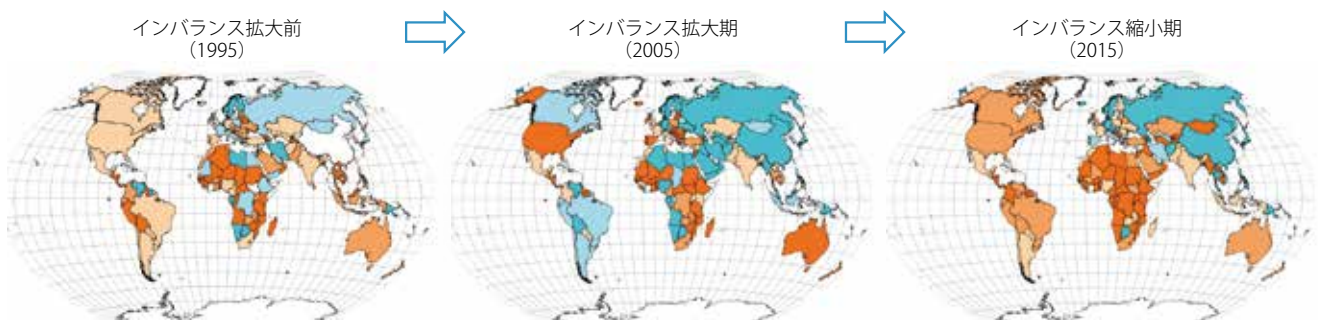 インバランス拡大前
（1995）
インバランス拡大期
（2005）
インバランス縮小期
（2015）